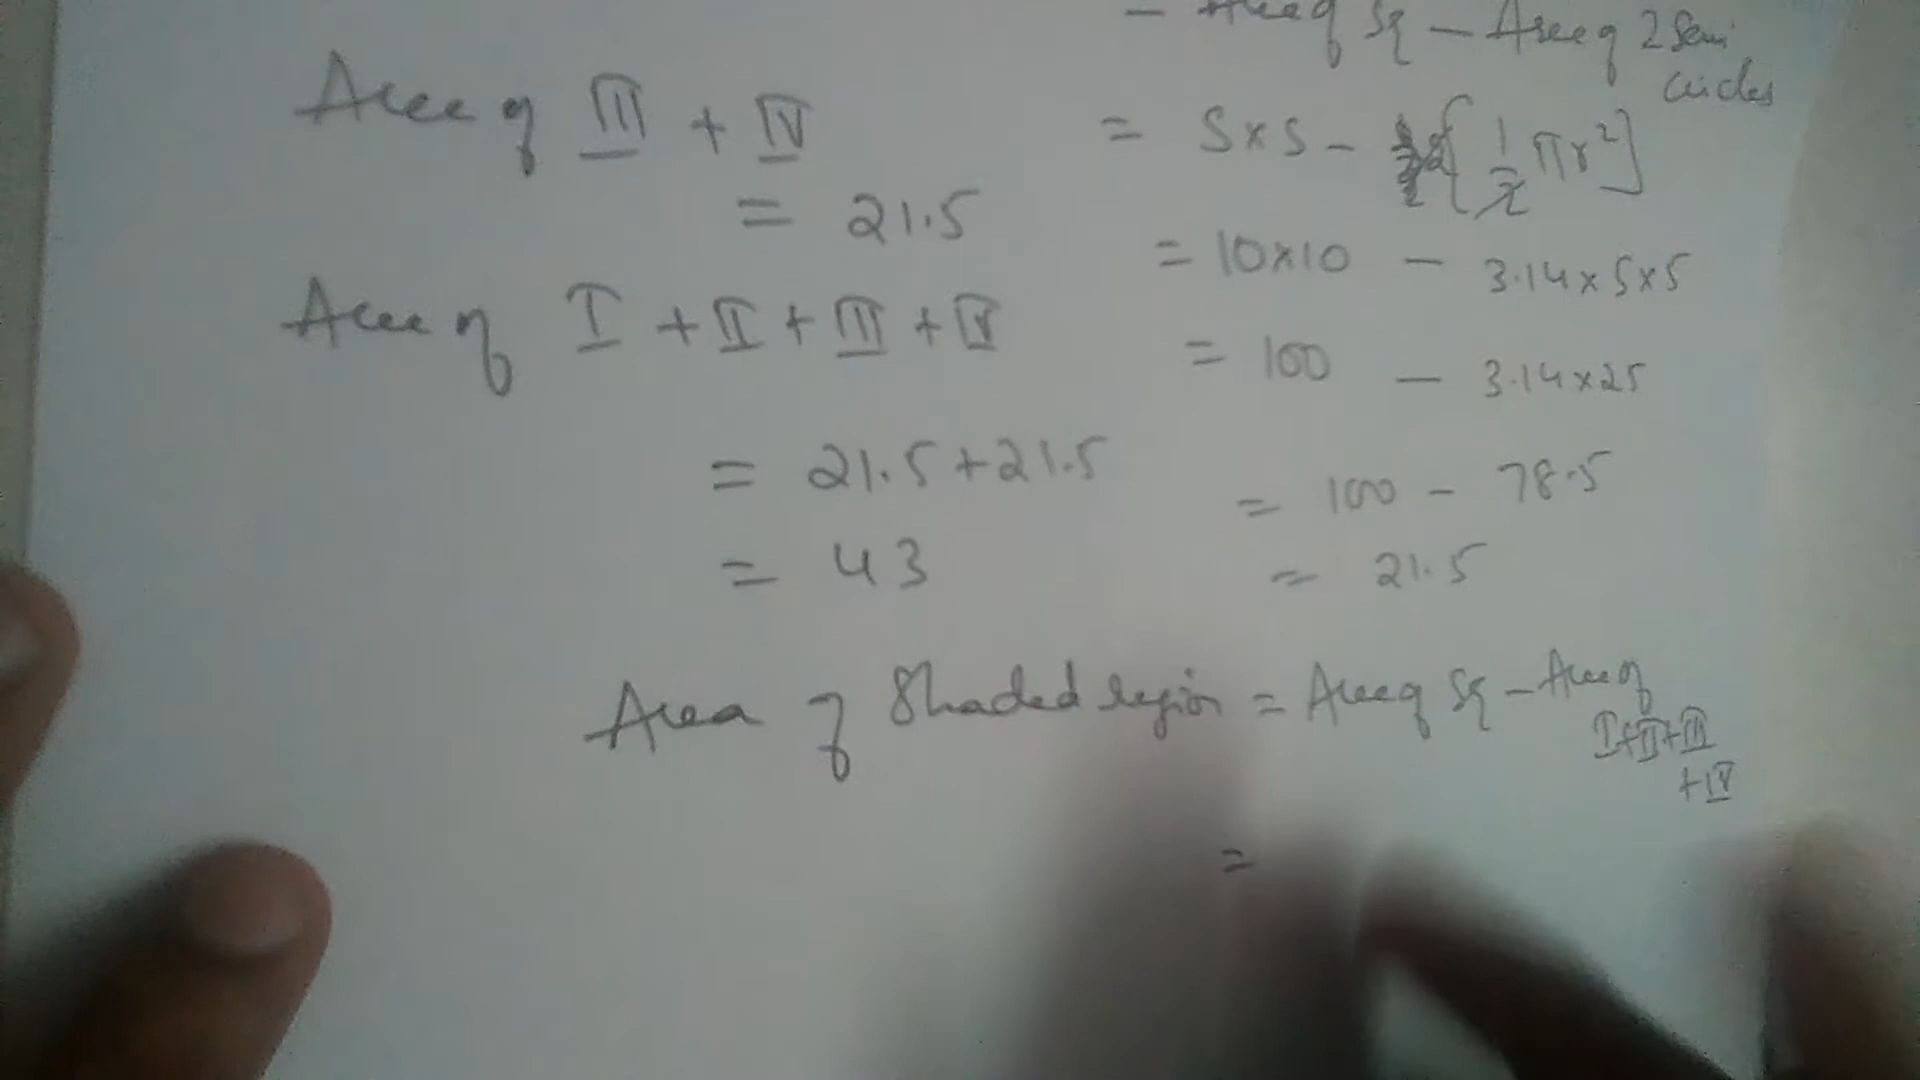 - Area of Sq - Area of 2 Semi
circles
Area of III + IV
= 21.5
Area of I + II + III + IV
= 21.5 + 21.5
= 43
= S x S - [1/2 πr²]
= 10x10 - 3.14 x 5 x 5
= 100 - 3.14 x 25
= 100 - 78.5
= 21.5
Area of Shaded region = Area of Sq - Area of
I + II + III
+ IV
=